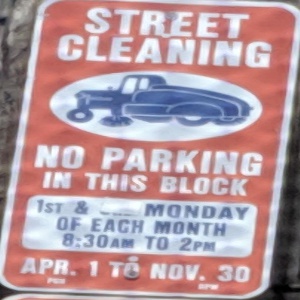 STREET
CLEANING
NO PARKING
IN THIS BLOCK
1ST & MONDAY
OF EACH MONTH
8:30AM TO 2PM
APR. 1 TO NOV. 30